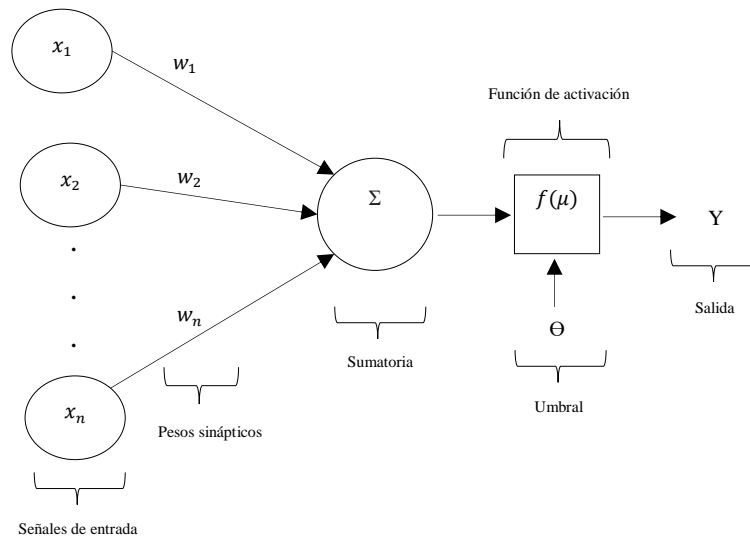 x₁
w₁
Función de activación
x₂
w₂
Σ
f(μ)
Y
Salida
wₙ
Ө
Sumatoria
Umbral
xₙ
Pesos sinápticos
Señales de entrada